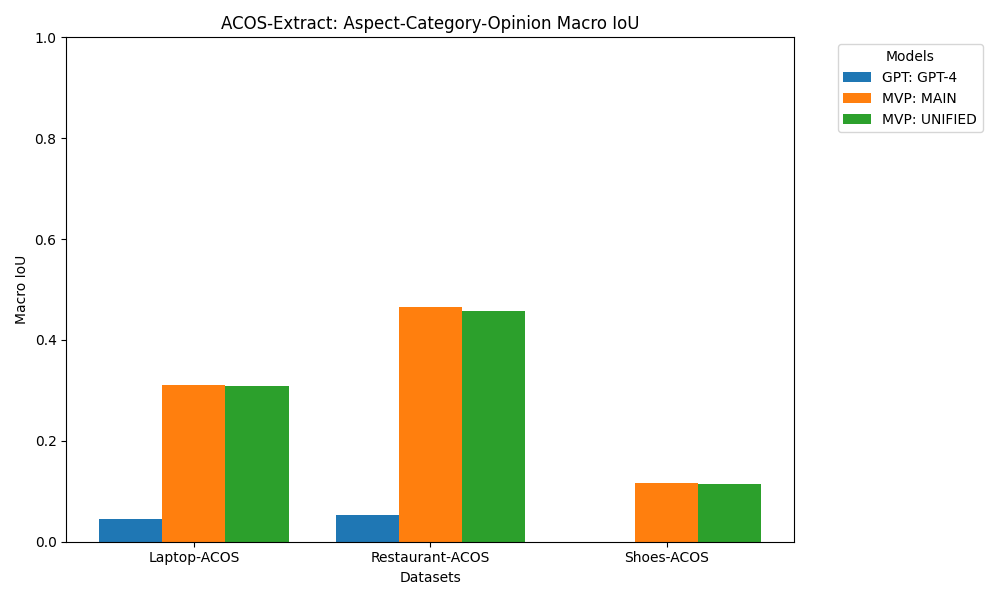 ACOS-Extract: Aspect-Category-Opinion Macro IoU
Models
GPT: GPT-4
MVP: MAIN
MVP: UNIFIED
Macro IoU
1.0
0.8
0.6
0.4
0.2
0.0
Laptop-ACOS
Restaurant-ACOS
Shoes-ACOS
Datasets